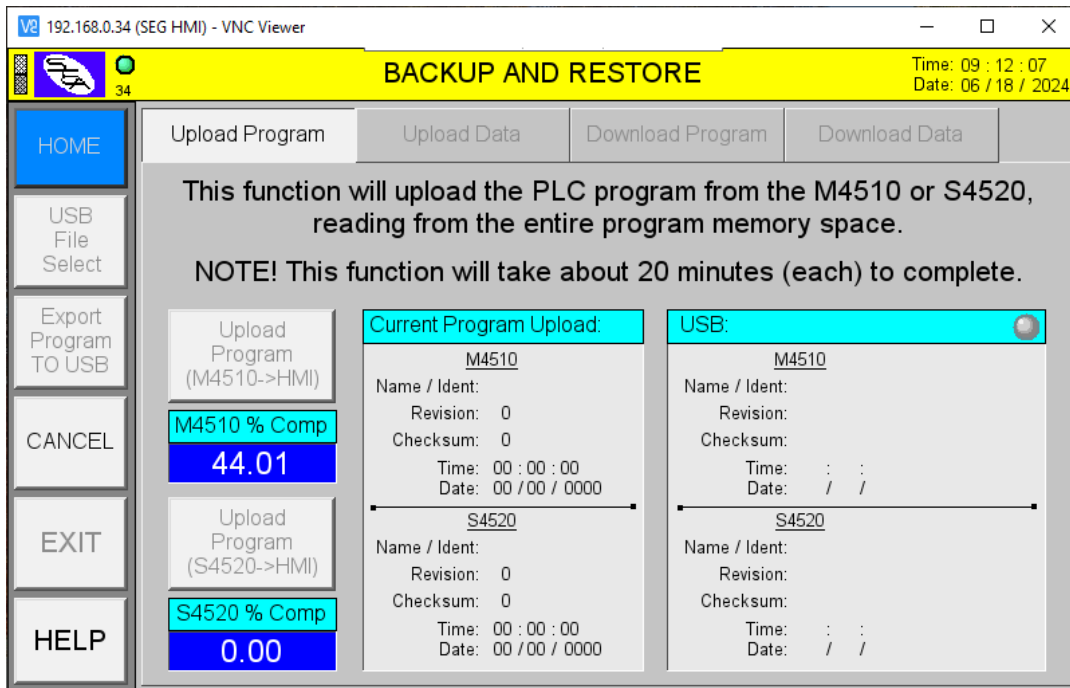 192.168.0.34 (SEG HMI) - VNC Viewer
34
BACKUP AND RESTORE
Time: 09 : 12 : 07
Date: 06 / 18 / 2024
HOME
USB
File
Select
Export
Program
TO USB
CANCEL
EXIT
HELP
Upload Program
Upload Data
Download Program
Download Data
This function will upload the PLC program from the M4510 or S4520,
reading from the entire program memory space.
NOTE! This function will take about 20 minutes (each) to complete.
Upload
Program
(M4510->HMI)
M4510 % Comp
44.01
Upload
Program
(S4520->HMI)
S4520 % Comp
0.00
Current Program Upload:
M4510
Name / Ident:
Revision: 0
Checksum: 0
Time: 00 : 00 : 00
Date: 00 / 00 / 0000
S4520
Name / Ident:
Revision: 0
Checksum: 0
Time: 00 : 00 : 00
Date: 00 / 00 / 0000
USB:
M4510
Name / Ident:
Revision:
Checksum:
Time: : :
Date: / /
S4520
Name / Ident:
Revision:
Checksum:
Time: : :
Date: / /